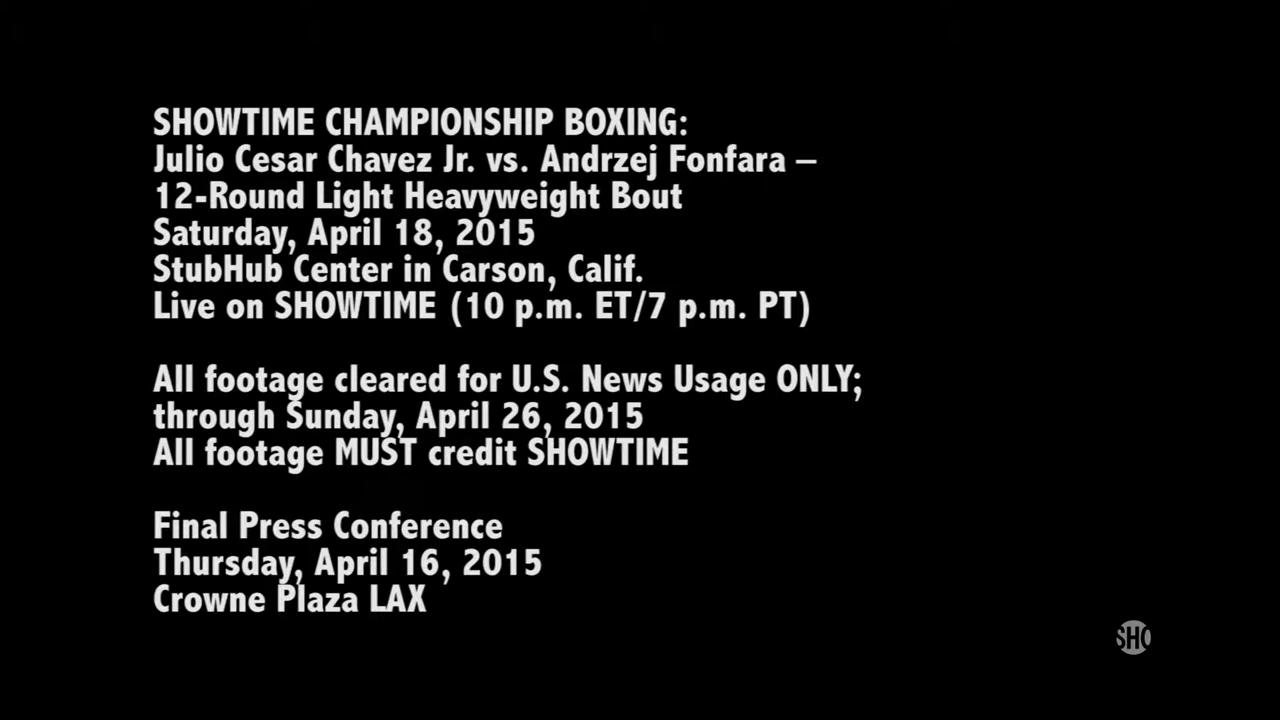 SHOWTIME CHAMPIONSHIP BOXING:
Julio Cesar Chavez Jr. vs. Andrzej Fonfara –
12-Round Light Heavyweight Bout
Saturday, April 18, 2015
StubHub Center in Carson, Calif.
Live on SHOWTIME (10 p.m. ET/7 p.m. PT)
All footage cleared for U.S. News Usage ONLY;
through Sunday, April 26, 2015
All footage MUST credit SHOWTIME
Final Press Conference
Thursday, April 16, 2015
Crowne Plaza LAX
SHO